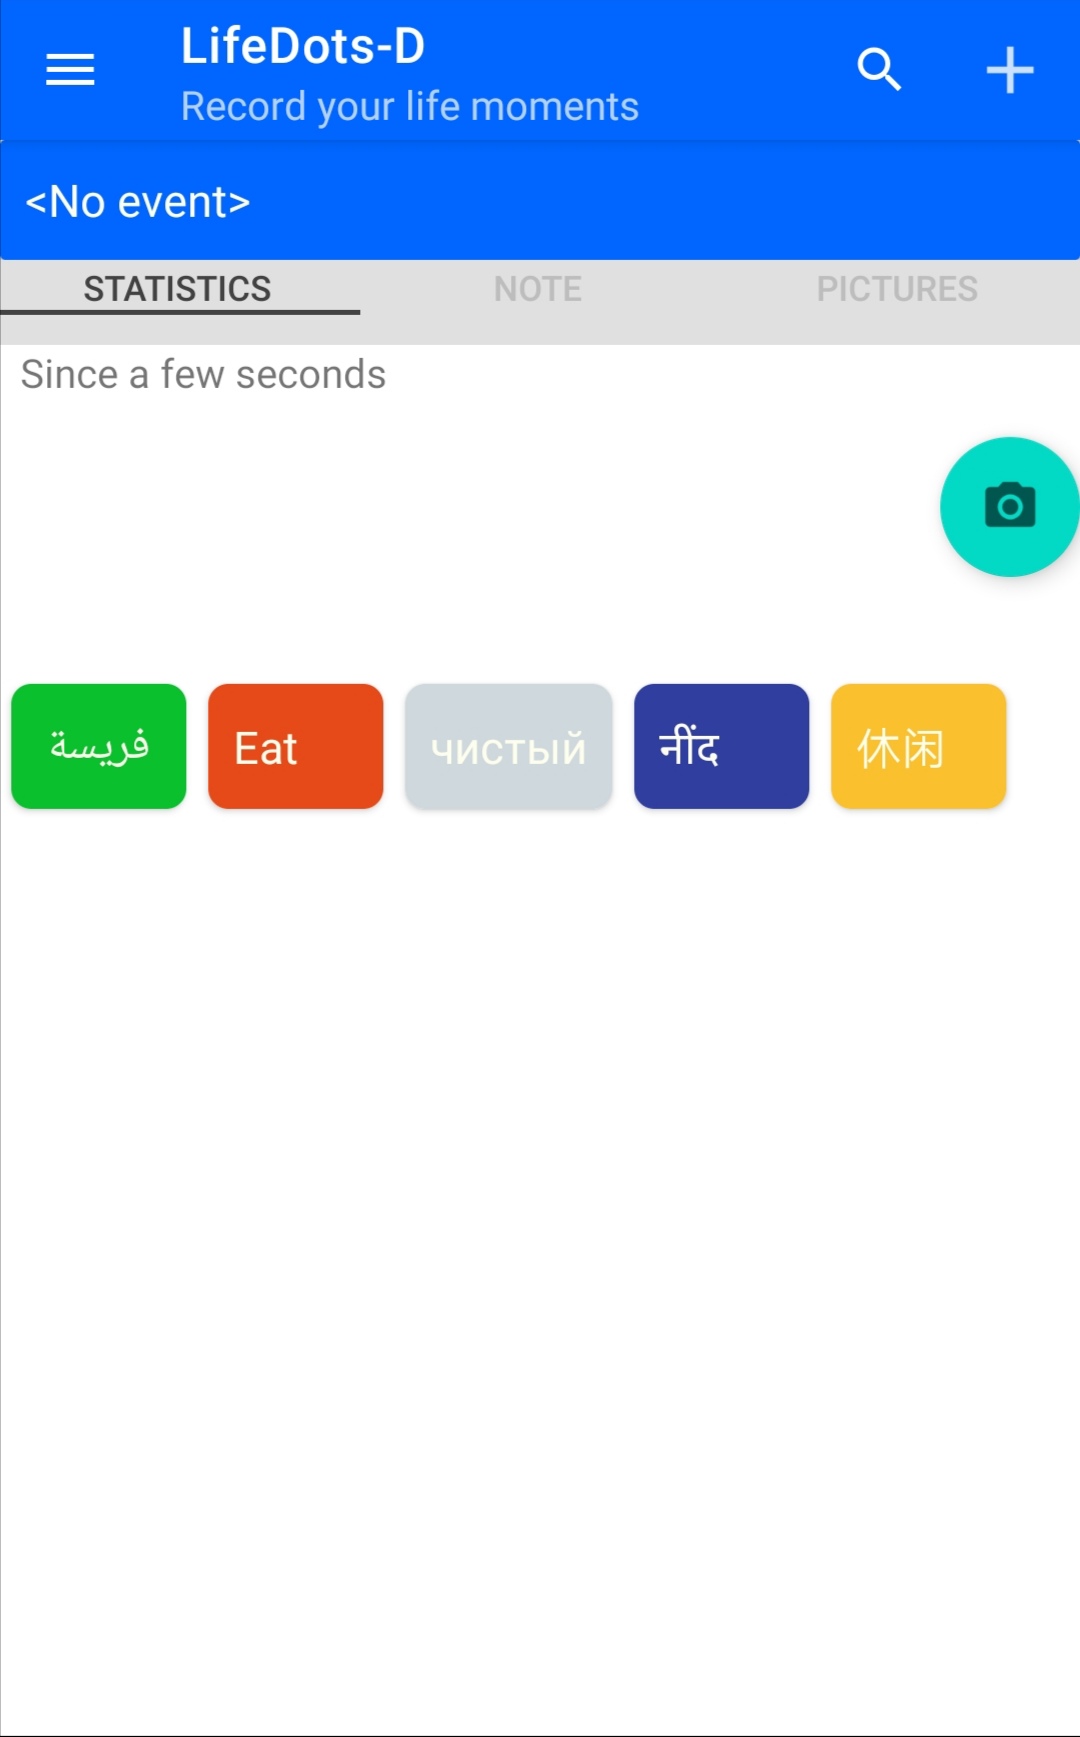 LifeDots-D
Record your life moments
<No event>
STATISTICS NOTE PICTURES
Since a few seconds
فريسة Eat чистый नींद 休闲